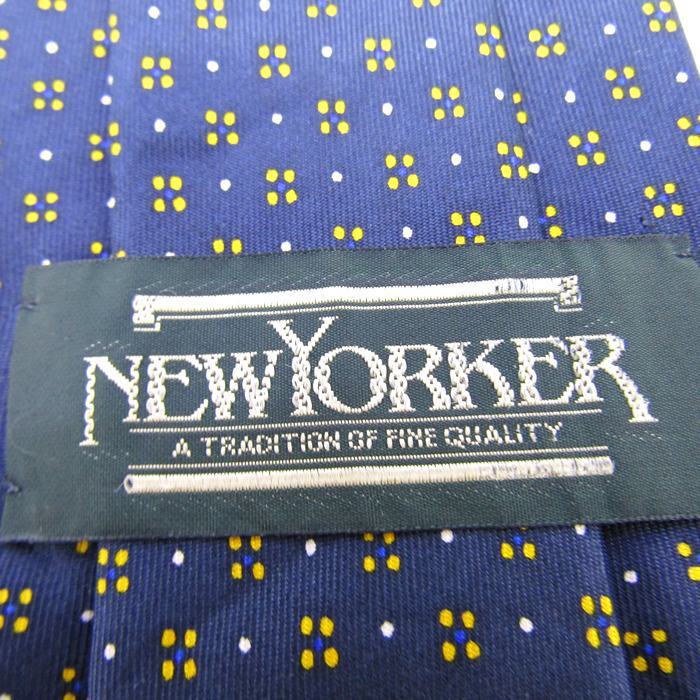 NEWYORKER
A TRADITION OF FINE QUALITY